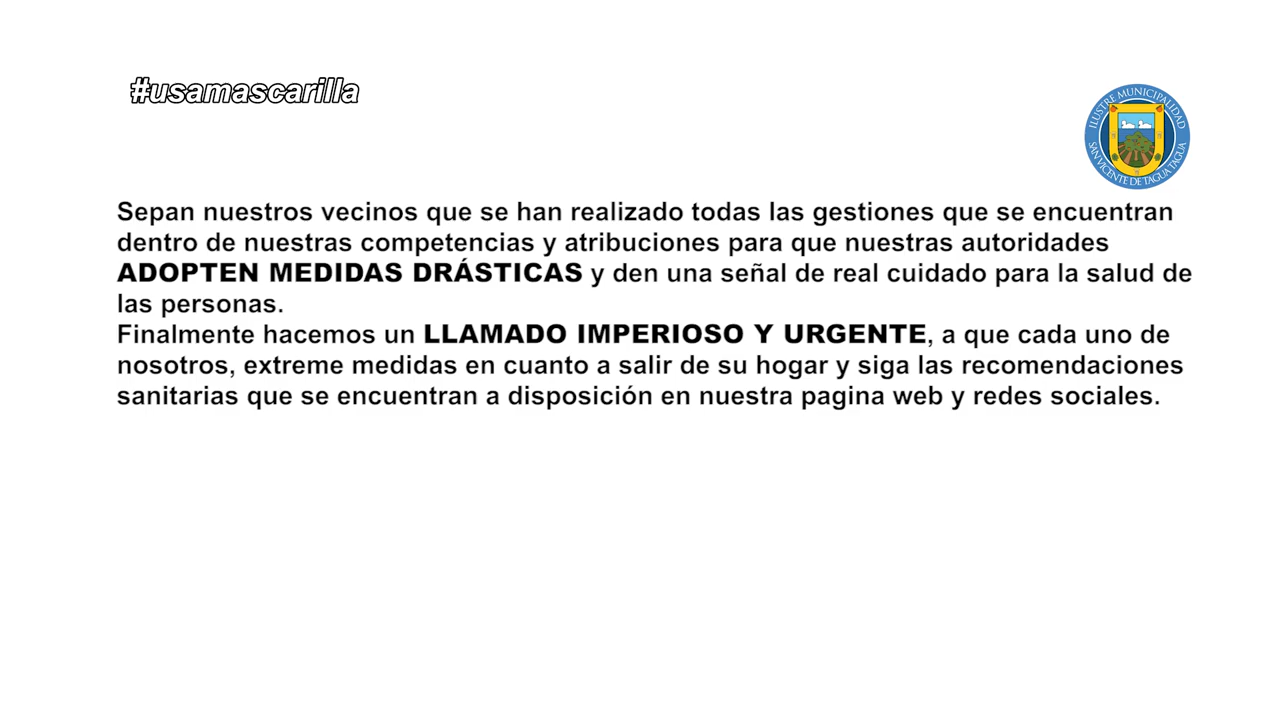 #usamascarilla
ILUSTRE MUNICIPALIDAD
SAN VICENTE DE TAGUA TAGUA
Sepan nuestros vecinos que se han realizado todas las gestiones que se encuentran
dentro de nuestras competencias y atribuciones para que nuestras autoridades
ADOPTEN MEDIDAS DRÁSTICAS y den una señal de real cuidado para la salud de
las personas.
Finalmente hacemos un LLAMADO IMPERIOSO Y URGENTE, a que cada uno de
nosotros, extreme medidas en cuanto a salir de su hogar y siga las recomendaciones
sanitarias que se encuentran a disposición en nuestra pagina web y redes sociales.